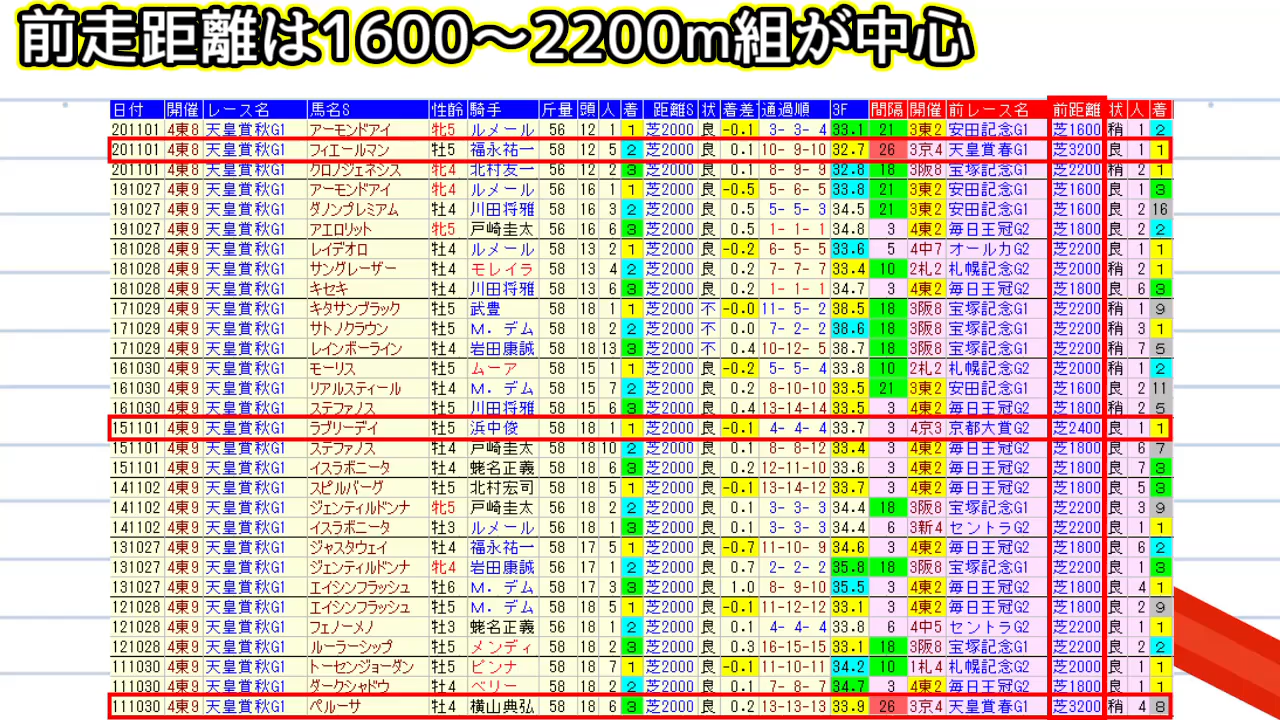 前走距離は1600～2200m組が中心
日付 開催 レース名 馬名S 性齢 騎手 斤量 頭 人 着 距離S 状 着差 通過順 3F 間隔 開催 前レース名 前距離 状 人 着
201101 4東8 天皇賞秋G1 アーモンドアイ 牝5 ルメール 56 12 1 1 芝2000 良 -0.1 3- 3- 4 33.1 21 3東2 安田記念G1 芝1600 稍 1 2
201101 4東8 天皇賞秋G1 フィエールマン 牡5 福永祐一 58 12 5 2 芝2000 良 0.1 10- 9-10 32.7 26 3京4 天皇賞春G1 芝3200 良 1 1
201101 4東8 天皇賞秋G1 クロノジェネシス 牝4 北村友一 56 12 2 3 芝2000 良 0.1 8- 9- 9 32.8 18 3阪8 宝塚記念G1 芝2200 稍 2 1
191027 4東9 天皇賞秋G1 アーモンドアイ 牝4 ルメール 56 16 1 1 芝2000 良 -0.5 5- 6- 5 33.8 21 3東2 安田記念G1 芝1600 良 1 3
191027 4東9 天皇賞秋G1 ダノンプレミアム 牡4 川田将雅 58 16 3 2 芝2000 良 0.5 5- 5- 3 34.5 21 3東2 安田記念G1 芝1600 良 2 16
191027 4東9 天皇賞秋G1 アエロリット 牝5 戸崎圭太 56 16 6 3 芝2000 良 0.5 1- 1- 1 34.8 3 4東2 毎日王冠G2 芝1800 良 2 2
181028 4東9 天皇賞秋G1 レイデオロ 牡4 ルメール 58 13 2 1 芝2000 良 -0.2 6- 5- 5 33.6 5 4中7 オールカG2 芝2200 良 1 1
181028 4東9 天皇賞秋G1 サングレーザー 牡4 モレイラ 58 13 4 2 芝2000 良 0.2 7- 7- 7 33.4 10 2札2 札幌記念G2 芝2000 稍 2 1
181028 4東9 天皇賞秋G1 キセキ 牡4 川田将雅 58 13 6 3 芝2000 良 0.2 1- 1- 1 34.7 3 4東2 毎日王冠G2 芝1800 良 6 3
171029 4東9 天皇賞秋G1 キタサンブラック 牡5 武豊 58 18 1 1 芝2000 不 -0.0 11- 5- 2 38.5 18 3阪8 宝塚記念G1 芝2200 稍 1 9
171029 4東9 天皇賞秋G1 サトノクラウン 牡5 M．デム 58 18 2 2 芝2000 不 0.0 7- 2- 2 38.6 18 3阪8 宝塚記念G1 芝2200 稍 3 1
171029 4東9 天皇賞秋G1 レインボーライン 牡4 岩田康誠 58 18 13 3 芝2000 不 0.4 10-12- 5 38.7 18 3阪8 宝塚記念G1 芝2200 稍 7 5
161030 4東9 天皇賞秋G1 モーリス 牡5 ムーア 58 15 1 1 芝2000 良 -0.2 5- 5- 4 33.8 10 2札2 札幌記念G2 芝2000 良 1 2
161030 4東9 天皇賞秋G1 リアルスティール 牡4 M．デム 58 15 7 2 芝2000 良 0.2 8-10-10 33.5 21 3東2 安田記念G1 芝1600 良 2 11
161030 4東9 天皇賞秋G1 ステファノス 牡5 川田将雅 58 15 6 3 芝2000 良 0.4 13-14-14 33.5 3 4東2 毎日王冠G2 芝1800 稍 2 5
151101 4東9 天皇賞秋G1 ラブリーデイ 牡5 浜中俊 58 18 1 1 芝2000 良 -0.1 4- 4- 4 33.7 3 4京3 京都大賞G2 芝2400 良 1 1
151101 4東9 天皇賞秋G1 ステファノス 牡4 戸崎圭太 58 18 10 2 芝2000 良 0.1 8- 8-12 33.4 3 4東2 毎日王冠G2 芝1800 良 6 7
151101 4東9 天皇賞秋G1 イスラボニータ 牡4 蛯名正義 58 18 6 3 芝2000 良 0.2 12-11-10 33.6 3 4東2 毎日王冠G2 芝1800 良 7 3
141102 4東9 天皇賞秋G1 スピルバーグ 牡5 北村宏司 58 18 5 1 芝2000 良 -0.1 13-14-12 33.7 3 4東2 毎日王冠G2 芝1800 良 5 3
141102 4東9 天皇賞秋G1 ジェンティルドンナ 牝5 戸崎圭太 56 18 2 2 芝2000 良 0.1 3- 3- 3 34.4 18 3阪8 宝塚記念G1 芝2200 良 3 9
141102 4東9 天皇賞秋G1 イスラボニータ 牡3 ルメール 56 18 1 3 芝2000 良 0.1 3- 3- 3 34.4 6 3新4 セントラG2 芝2200 良 1 1
131027 4東9 天皇賞秋G1 ジャスタウェイ 牡4 福永祐一 58 17 5 1 芝2000 良 -0.7 11-10- 9 34.6 3 4東2 毎日王冠G2 芝1800 良 6 2
131027 4東9 天皇賞秋G1 ジェンティルドンナ 牝4 岩田康誠 56 17 1 2 芝2000 良 0.7 2- 2- 2 35.8 18 3阪8 宝塚記念G1 芝2200 良 1 3
131027 4東9 天皇賞秋G1 エイシンフラッシュ 牡6 M．デム 58 17 3 3 芝2000 良 1.0 8- 9-10 35.5 3 4東2 毎日王冠G2 芝1800 良 4 1
121028 4東9 天皇賞秋G1 エイシンフラッシュ 牡5 M．デム 58 18 5 1 芝2000 良 -0.1 11-12-12 33.1 3 4東2 毎日王冠G2 芝1800 良 2 9
121028 4東9 天皇賞秋G1 フェノーメノ 牡3 蛯名正義 56 18 1 2 芝2000 良 0.1 4- 4- 4 33.8 6 4中5 セントラG2 芝2200 良 1 1
121028 4東9 天皇賞秋G1 ルーラーシップ 牡5 メンディ 58 18 2 3 芝2000 良 0.3 16-15-15 33.1 18 3阪8 宝塚記念G1 芝2200 良 2 2
111030 4東9 天皇賞秋G1 トーセンジョーダン 牡5 ピンナ 58 18 7 1 芝2000 良 -0.1 11-10-11 34.2 10 1札4 札幌記念G2 芝2000 良 1 1
111030 4東9 天皇賞秋G1 ダークシャドウ 牡4 ベリー 58 18 2 2 芝2000 良 0.1 7- 8- 7 34.7 3 4東2 毎日王冠G2 芝1800 良 1 1
111030 4東9 天皇賞秋G1 ペルーサ 牡4 横山典弘 58 18 6 3 芝2000 良 0.2 13-13-13 33.9 26 3京4 天皇賞春G1 芝3200 稍 4 8